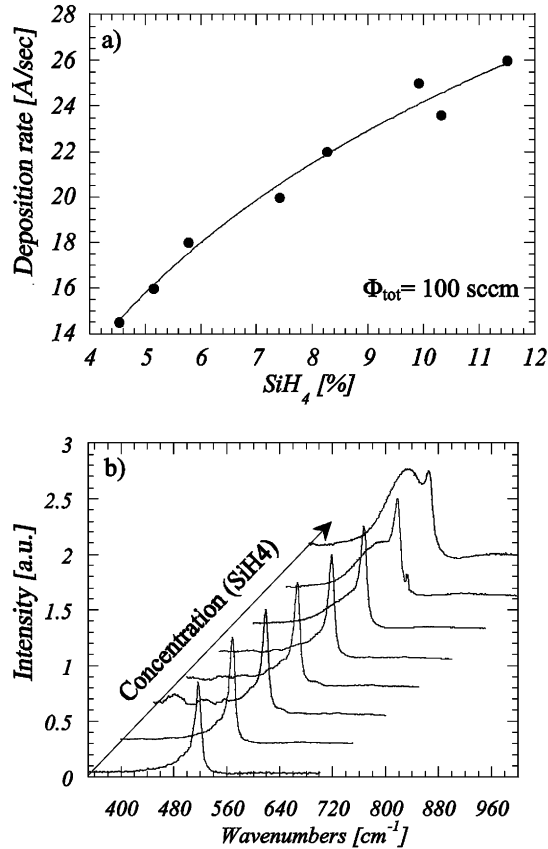 28
26
24
22
20
18
16
14
Deposition rate [Å/sec]
a)
Φtot= 100 sccm
4 5 6 7 8 9 10 11 12
SiH4 [%]
3
2.5
2
1.5
1
0.5
0
Intensity [a.u.]
b)
Concentration (SiH4)
400 480 560 640 720 800 880 960
Wavenumbers [cm-1]